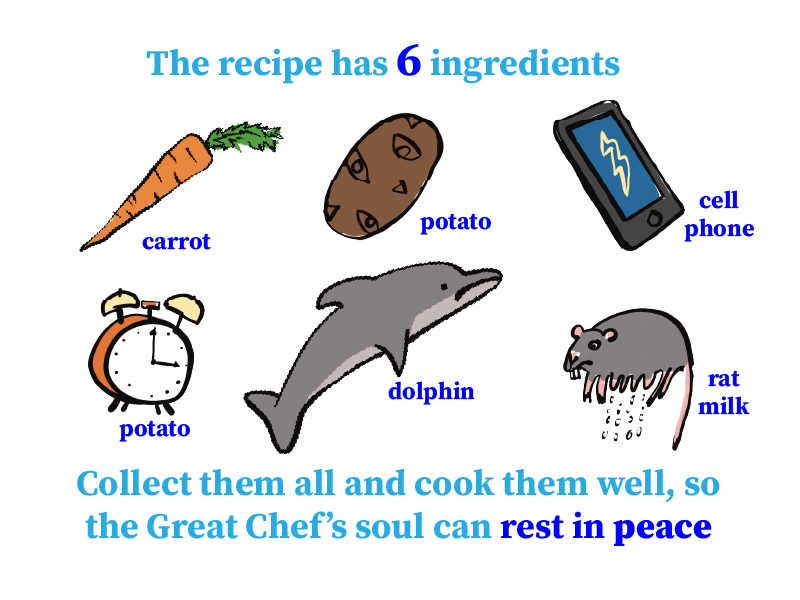 The recipe has 6 ingredients
carrot
potato
cell
phone
potato
dolphin
rat
milk
Collect them all and cook them well, so
the Great Chef’s soul can rest in peace